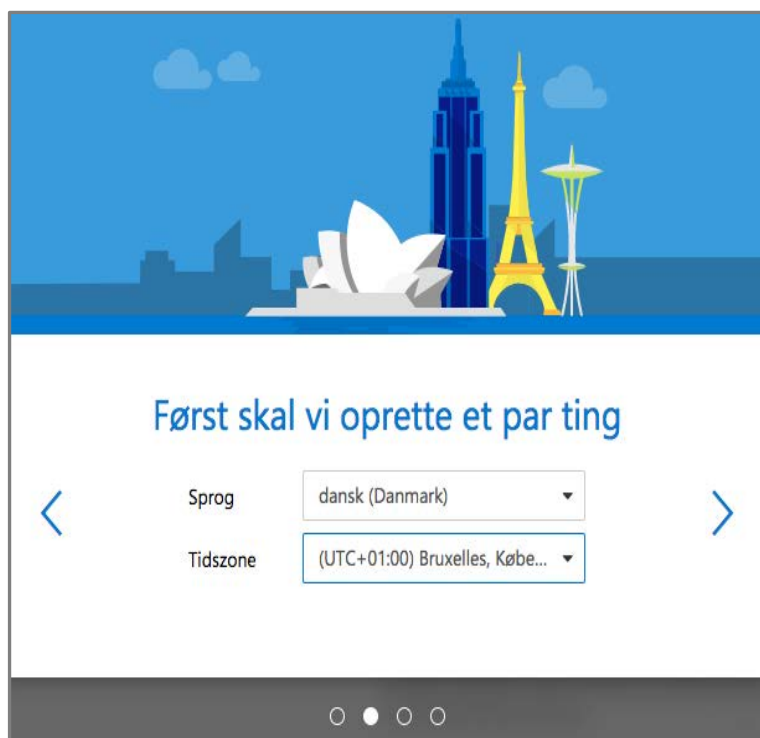 Først skal vi oprette et par ting
Sprog dansk (Danmark)
Tidszone (UTC+01:00) Bruxelles, Købe...